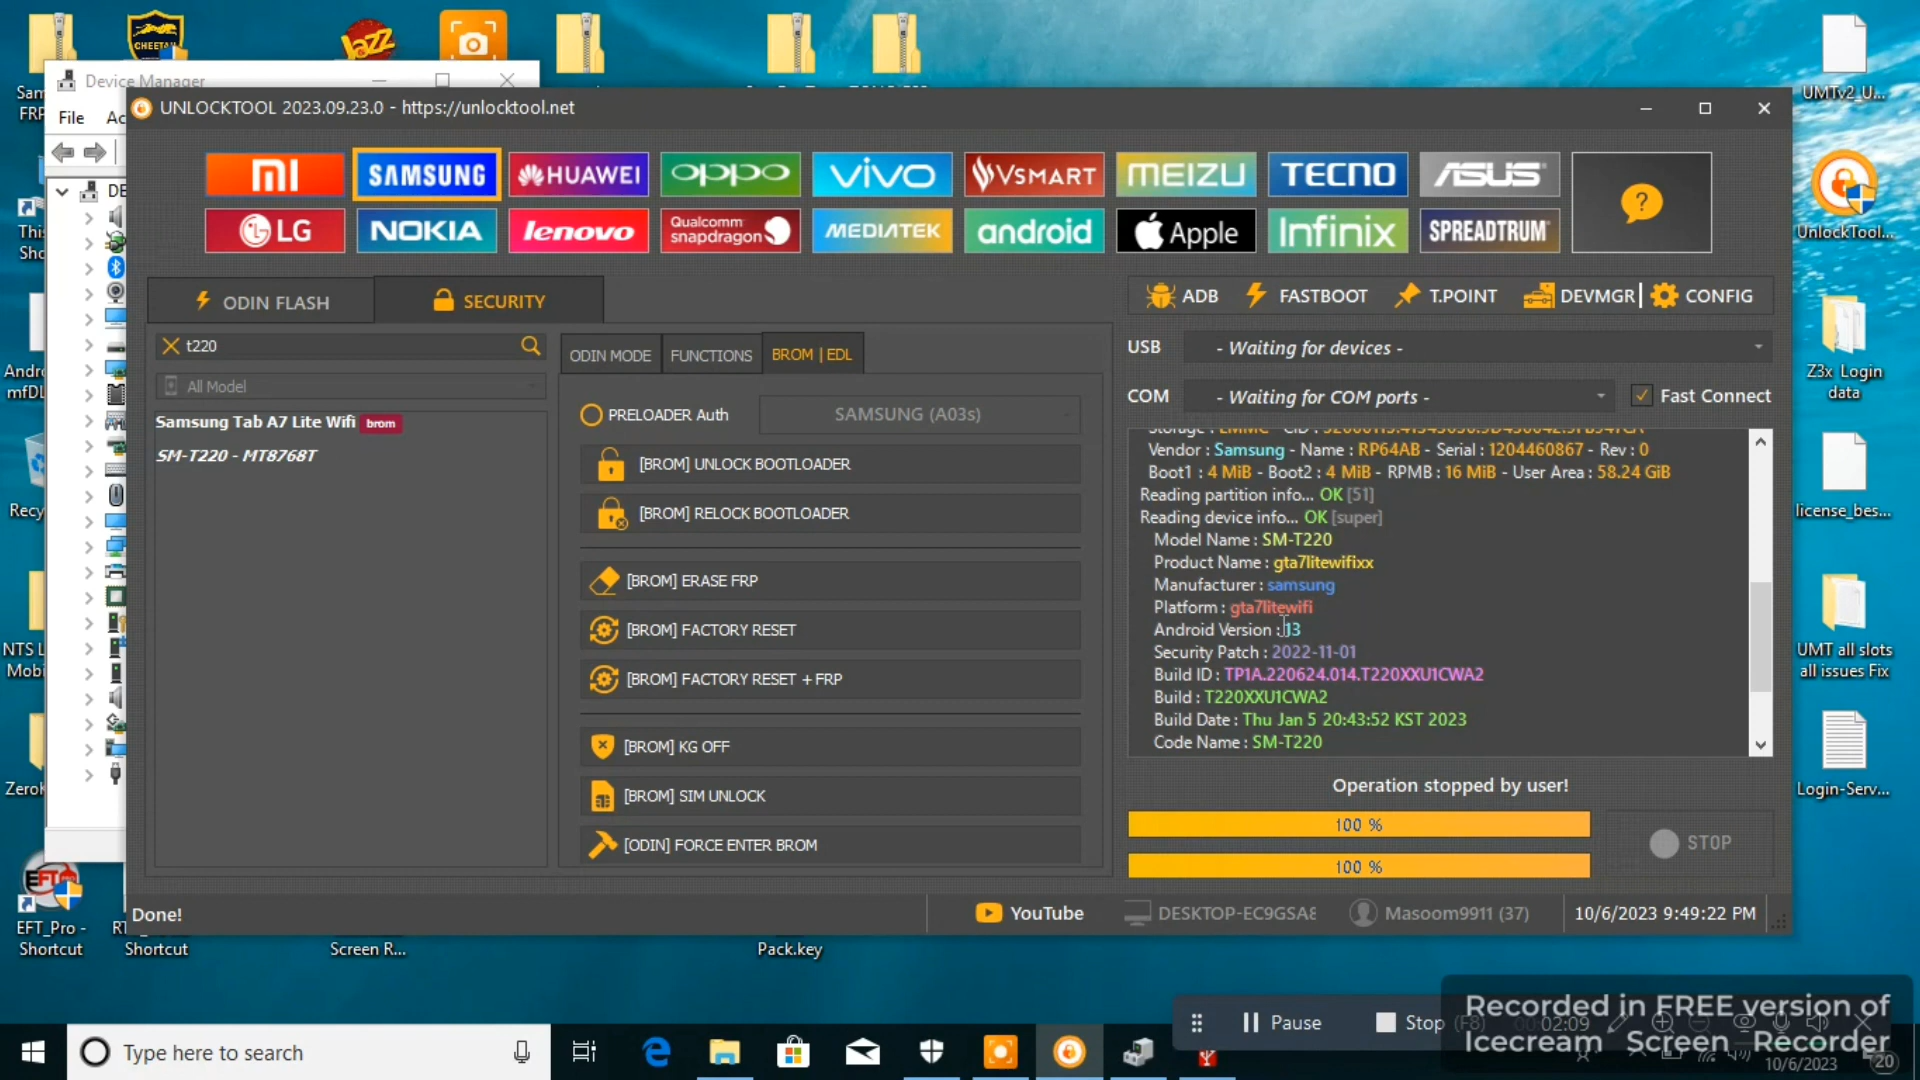 CHEETAH
Jazz
Device Manager
File
UNLOCKTOOL 2023.09.23.0 - https://unlocktool.net
MI
SAMSUNG
HUAWEI
oppo
vivo
VSMART
MEIZU
TECNO
ASUS
?
LG
NOKIA
lenovo
Qualcomm
snapdragon
MEDIATEK
android
Apple
Infinix
SPREADTRUM
ODIN FLASH
SECURITY
ADB
FASTBOOT
T.POINT
DEVMGR
CONFIG
t220
All Model
Samsung Tab A7 Lite Wifi brom
SM-T220 - MT8768T
ODIN MODE
FUNCTIONS
BROM | EDL
PRELOADER Auth
SAMSUNG (A03s)
[BROM] UNLOCK BOOTLOADER
[BROM] RELOCK BOOTLOADER
[BROM] ERASE FRP
[BROM] FACTORY RESET
[BROM] FACTORY RESET + FRP
[BROM] KG OFF
[BROM] SIM UNLOCK
[ODIN] FORCE ENTER BROM
USB - Waiting for devices -
COM - Waiting for COM ports -
Fast Connect
Vendor : Samsung - Name : RP64AB - Serial : 1204460867 - Rev : 0
Boot1 : 4 MiB - Boot2 : 4 MiB - RPMB : 16 MiB - User Area : 58.24 GiB
Reading partition info... OK [51]
Reading device info... OK [super]
Model Name : SM-T220
Product Name : gta7litewifixx
Manufacturer : samsung
Platform : gta7litewifi
Android Version : 13
Security Patch : 2022-11-01
Build ID : TP1A.220624.014.T220XXU1CWA2
Build : T220XXU1CWA2
Build Date : Thu Jan 5 20:43:52 KST 2023
Code Name : SM-T220
Operation stopped by user!
100 %
100 %
STOP
Done!
YouTube
DESKTOP-EC9GSA8
Masoom9911 (37)
10/6/2023 9:49:22 PM
UMTv2_U...
UnlockTool...
Z3x Login
data
license_bes...
UMT all slots
all issues Fix
Login-Serv...
EFT_Pro -
Shortcut
Shortcut
Screen R...
Pack.key
Type here to search
Pause
Stop (F8)
02:09
Recorded in FREE version of
Icecream Screen Recorder
10/6/2023
20